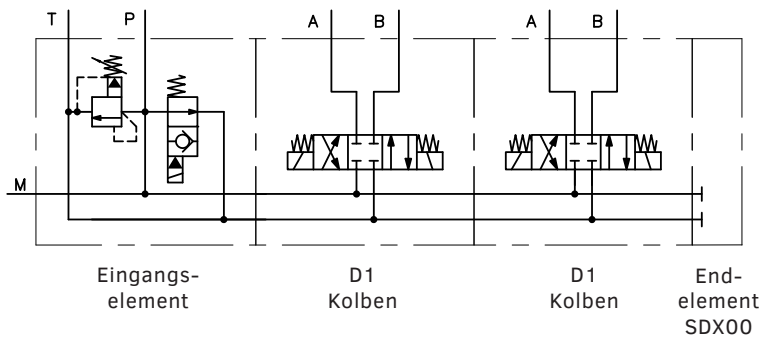 T P A B A B
M
Eingangs-
element
D1
Kolben
D1
Kolben
End-
element
SDX00